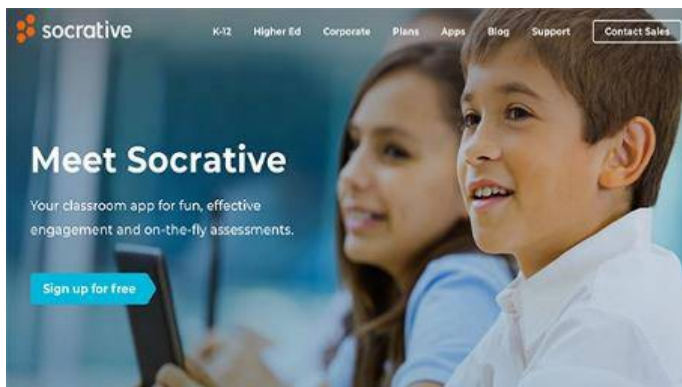 socrative
K-12 Higher Ed Corporate Plans Apps Blog Support Contact Sales
Meet Socrative
Your classroom app for fun, effective
engagement and on-the-fly assessments.
Sign up for free